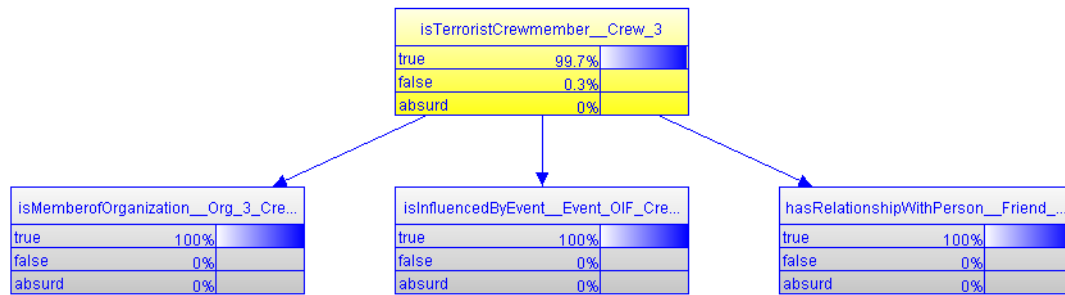 isTerroristCrewmember__Crew_3
true 99.7%
false 0.3%
absurd 0%
isMemberofOrganization__Org_3_Cre...
true 100%
false 0%
absurd 0%
isInfluencedByEvent__Event_OIF_Cre...
true 100%
false 0%
absurd 0%
hasRelationshipWithPerson__Friend_...
true 100%
false 0%
absurd 0%